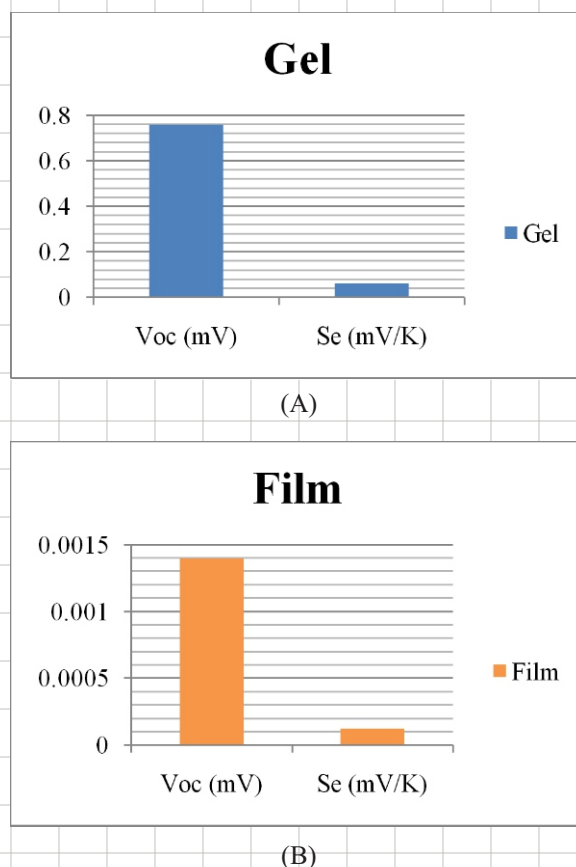 Gel
0.8
0.6
0.4
0.2
0
Voc (mV) Se (mV/K)
Gel
(A)
Film
0.0015
0.001
0.0005
0
Voc (mV) Se (mV/K)
Film
(B)